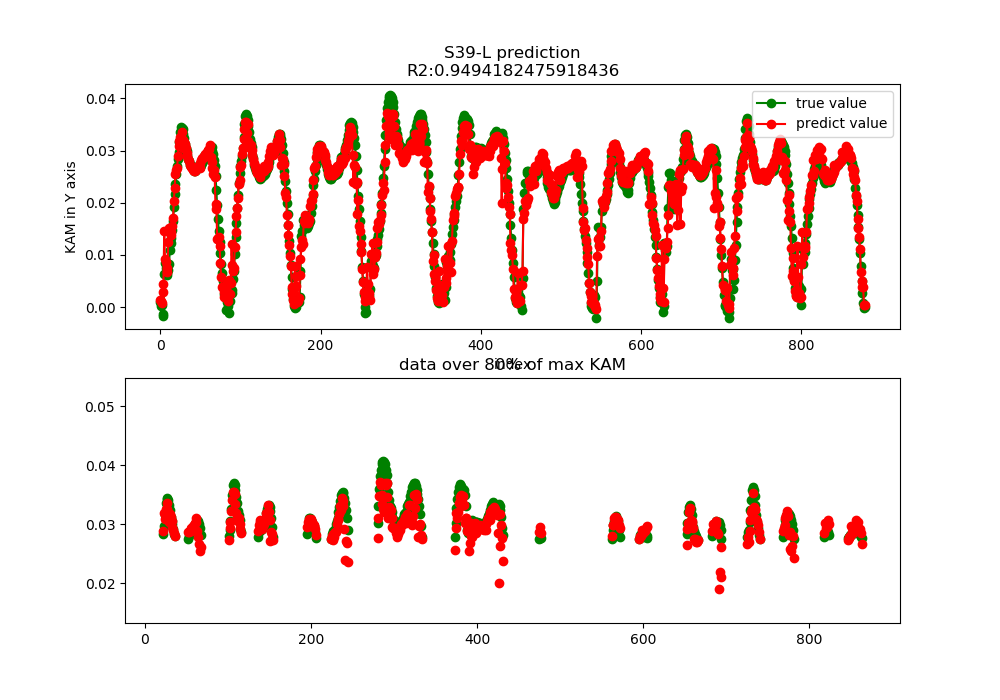 S39-L prediction
R2:0.9494182475918436
true value
predict value
KAM in Y axis
0.04
0.03
0.02
0.01
0.00
0 200 400 600 800
index
data over 80% of max KAM
0.05
0.04
0.03
0.02
0 200 400 600 800